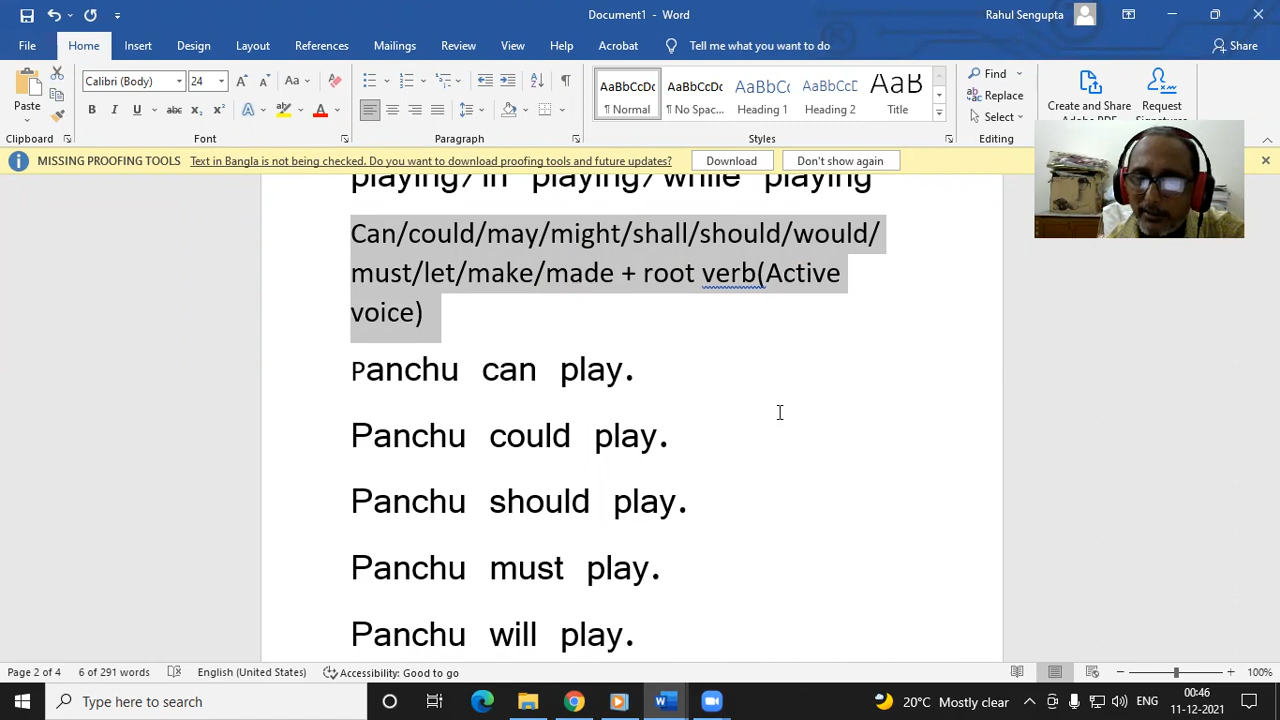 Document1 - Word
Rahul Sengupta
File Home Insert Design Layout References Mailings Review View Help Acrobat Tell me what you want to do Share
Paste
Calibri (Body) 24
Clipboard
Font
Paragraph
AaBbCcDc
¶ Normal
AaBbCcDc
¶ No Spac...
AaBbCc
Heading 1
AaBbCcD
Heading 2
AaB
Title
Styles
Find
Replace
Select
Editing
Create and Share
Adobe PDF
Request
Signatures
MISSING PROOFING TOOLS Text in Bangla is not being checked. Do you want to download proofing tools and future updates? Download Don't show again
playing/in playing/while playing
Can/could/may/might/shall/should/would/
must/let/make/made + root verb(Active
voice)
Panchu can play.
Panchu could play.
Panchu should play.
Panchu must play.
Panchu will play.
Page 2 of 4 6 of 291 words English (United States) Accessibility: Good to go 100%
Type here to search
20°C Mostly clear
ENG
00:46
11-12-2021